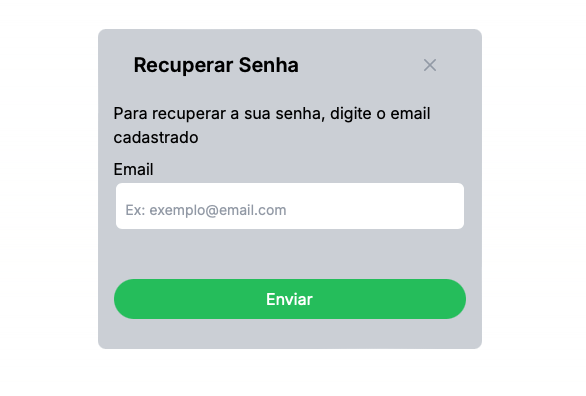 Recuperar Senha
Para recuperar a sua senha, digite o email
cadastrado
Email
Ex: exemplo@email.com
Enviar